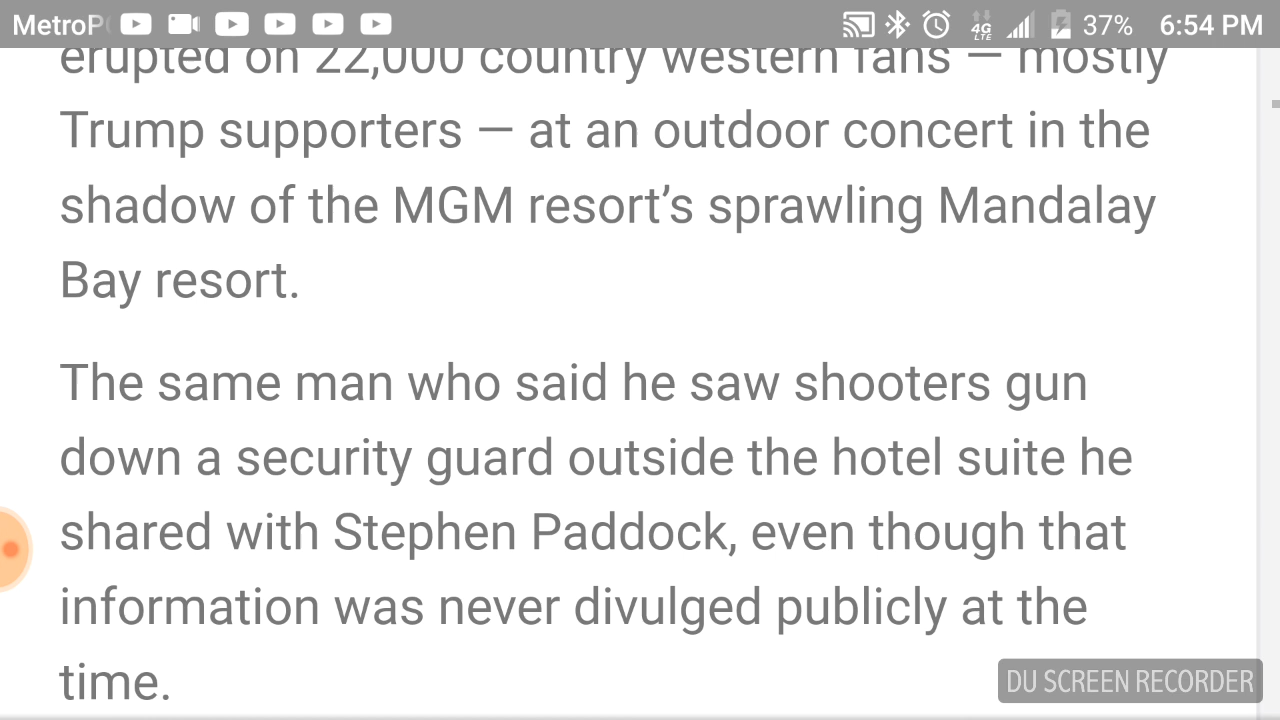 MetroP 4G LTE 37% 6:54 PM
erupted on 22,000 country western fans — mostly
Trump supporters — at an outdoor concert in the
shadow of the MGM resort’s sprawling Mandalay
Bay resort.
The same man who said he saw shooters gun
down a security guard outside the hotel suite he
shared with Stephen Paddock, even though that
information was never divulged publicly at the
time.
DU SCREEN RECORDER